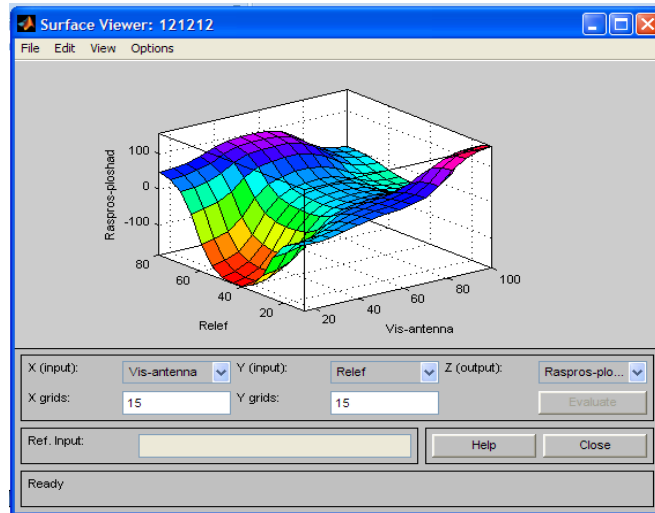 Surface Viewer: 121212
File Edit View Options
Raspros-ploshad
100
0
-100
80
60
40
20
Relef
20
40
60
80
100
Vis-antenna
X (input): Vis-antenna Y (input): Relef Z (output): Raspros-plo...
X grids: 15 Y grids: 15 Evaluate
Ref. Input: Help Close
Ready